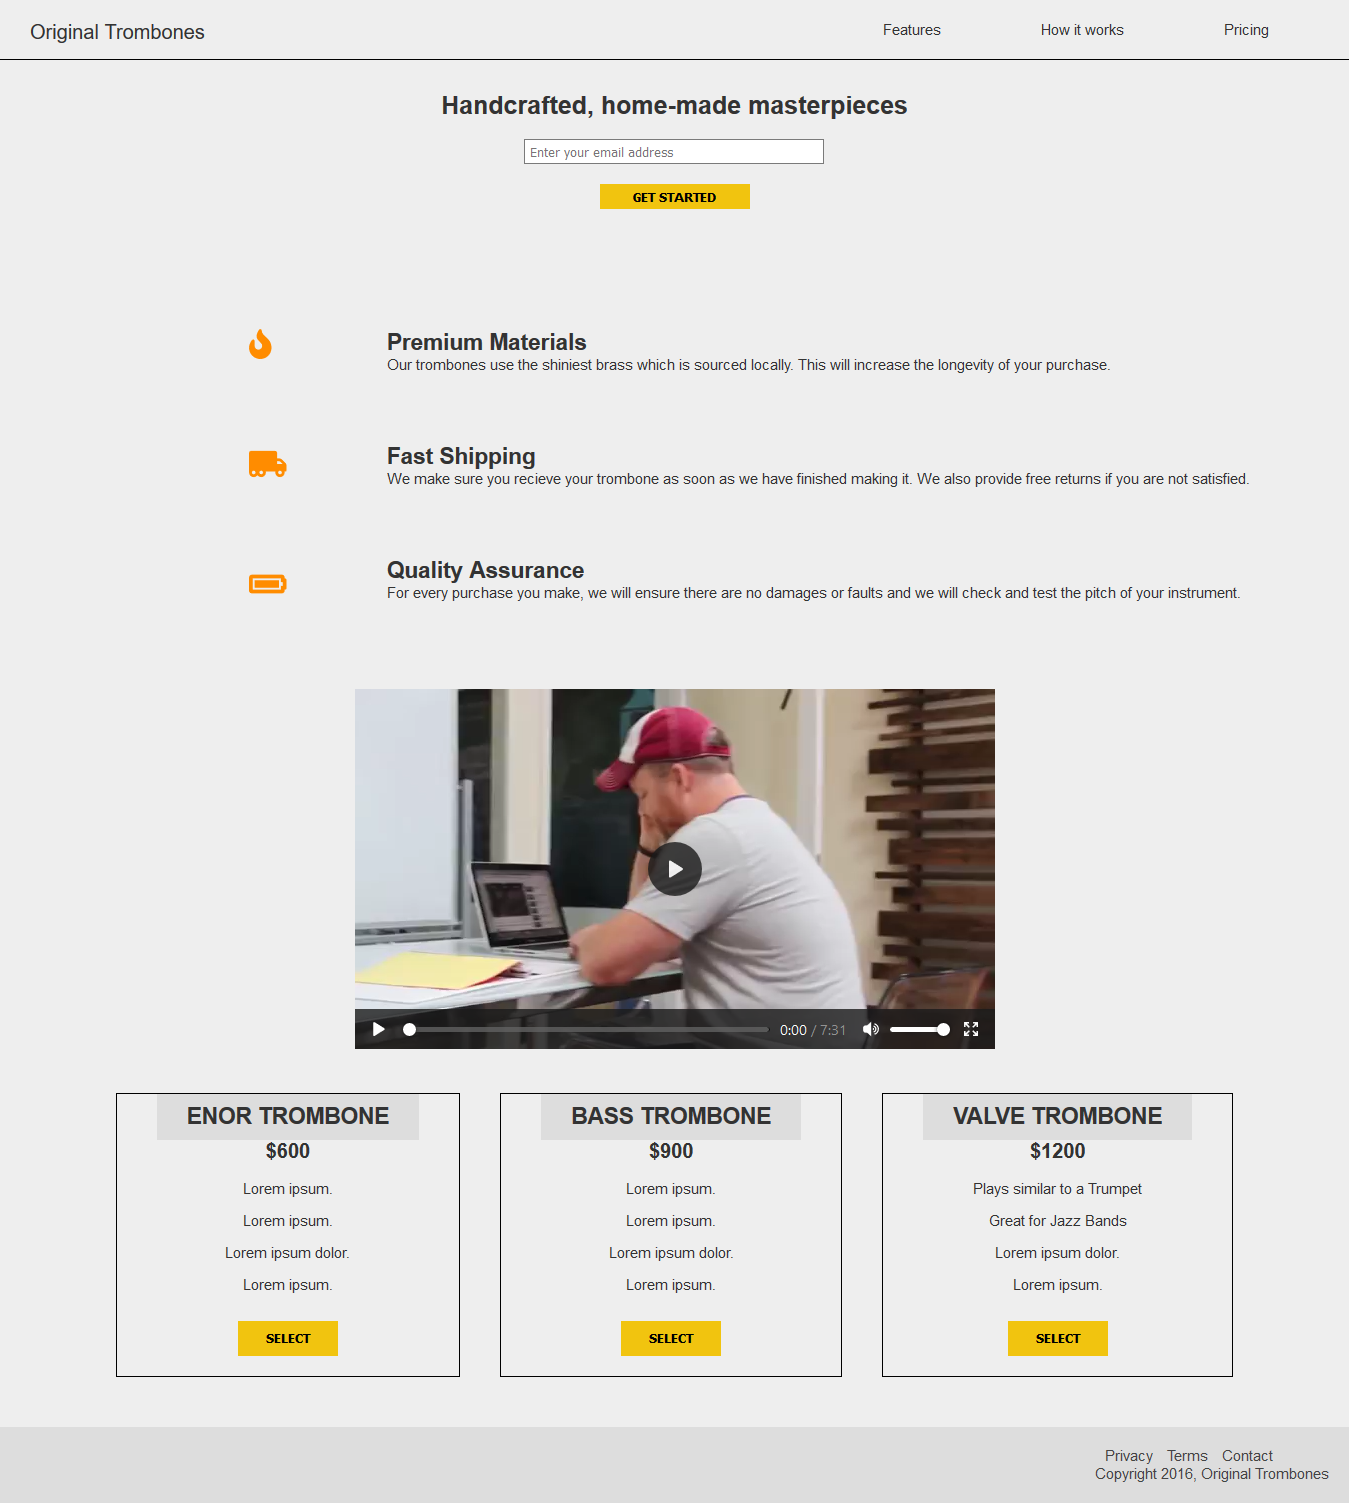 Original Trombones
Features
How it works
Pricing
Handcrafted, home-made masterpieces
Enter your email address
GET STARTED
Premium Materials
Our trombones use the shiniest brass which is sourced locally. This will increase the longevity of your purchase.
Fast Shipping
We make sure you recieve your trombone as soon as we have finished making it. We also provide free returns if you are not satisfied.
Quality Assurance
For every purchase you make, we will ensure there are no damages or faults and we will check and test the pitch of your instrument.
0:00 / 7:31
ENOR TROMBONE
$600
Lorem ipsum.
Lorem ipsum.
Lorem ipsum dolor.
Lorem ipsum.
SELECT
BASS TROMBONE
$900
Lorem ipsum.
Lorem ipsum.
Lorem ipsum dolor.
Lorem ipsum.
SELECT
VALVE TROMBONE
$1200
Plays similar to a Trumpet
Great for Jazz Bands
Lorem ipsum dolor.
Lorem ipsum.
SELECT
Privacy Terms Contact
Copyright 2016, Original Trombones